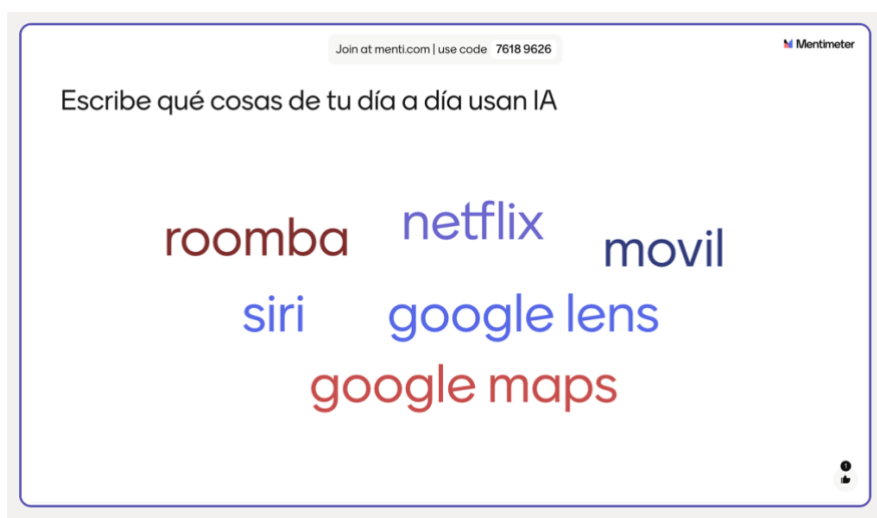 Join at menti.com | use code 7618 9626
Mentimeter
Escribe qué cosas de tu día a día usan IA
roomba
netflix
movil
siri
google lens
google maps
1